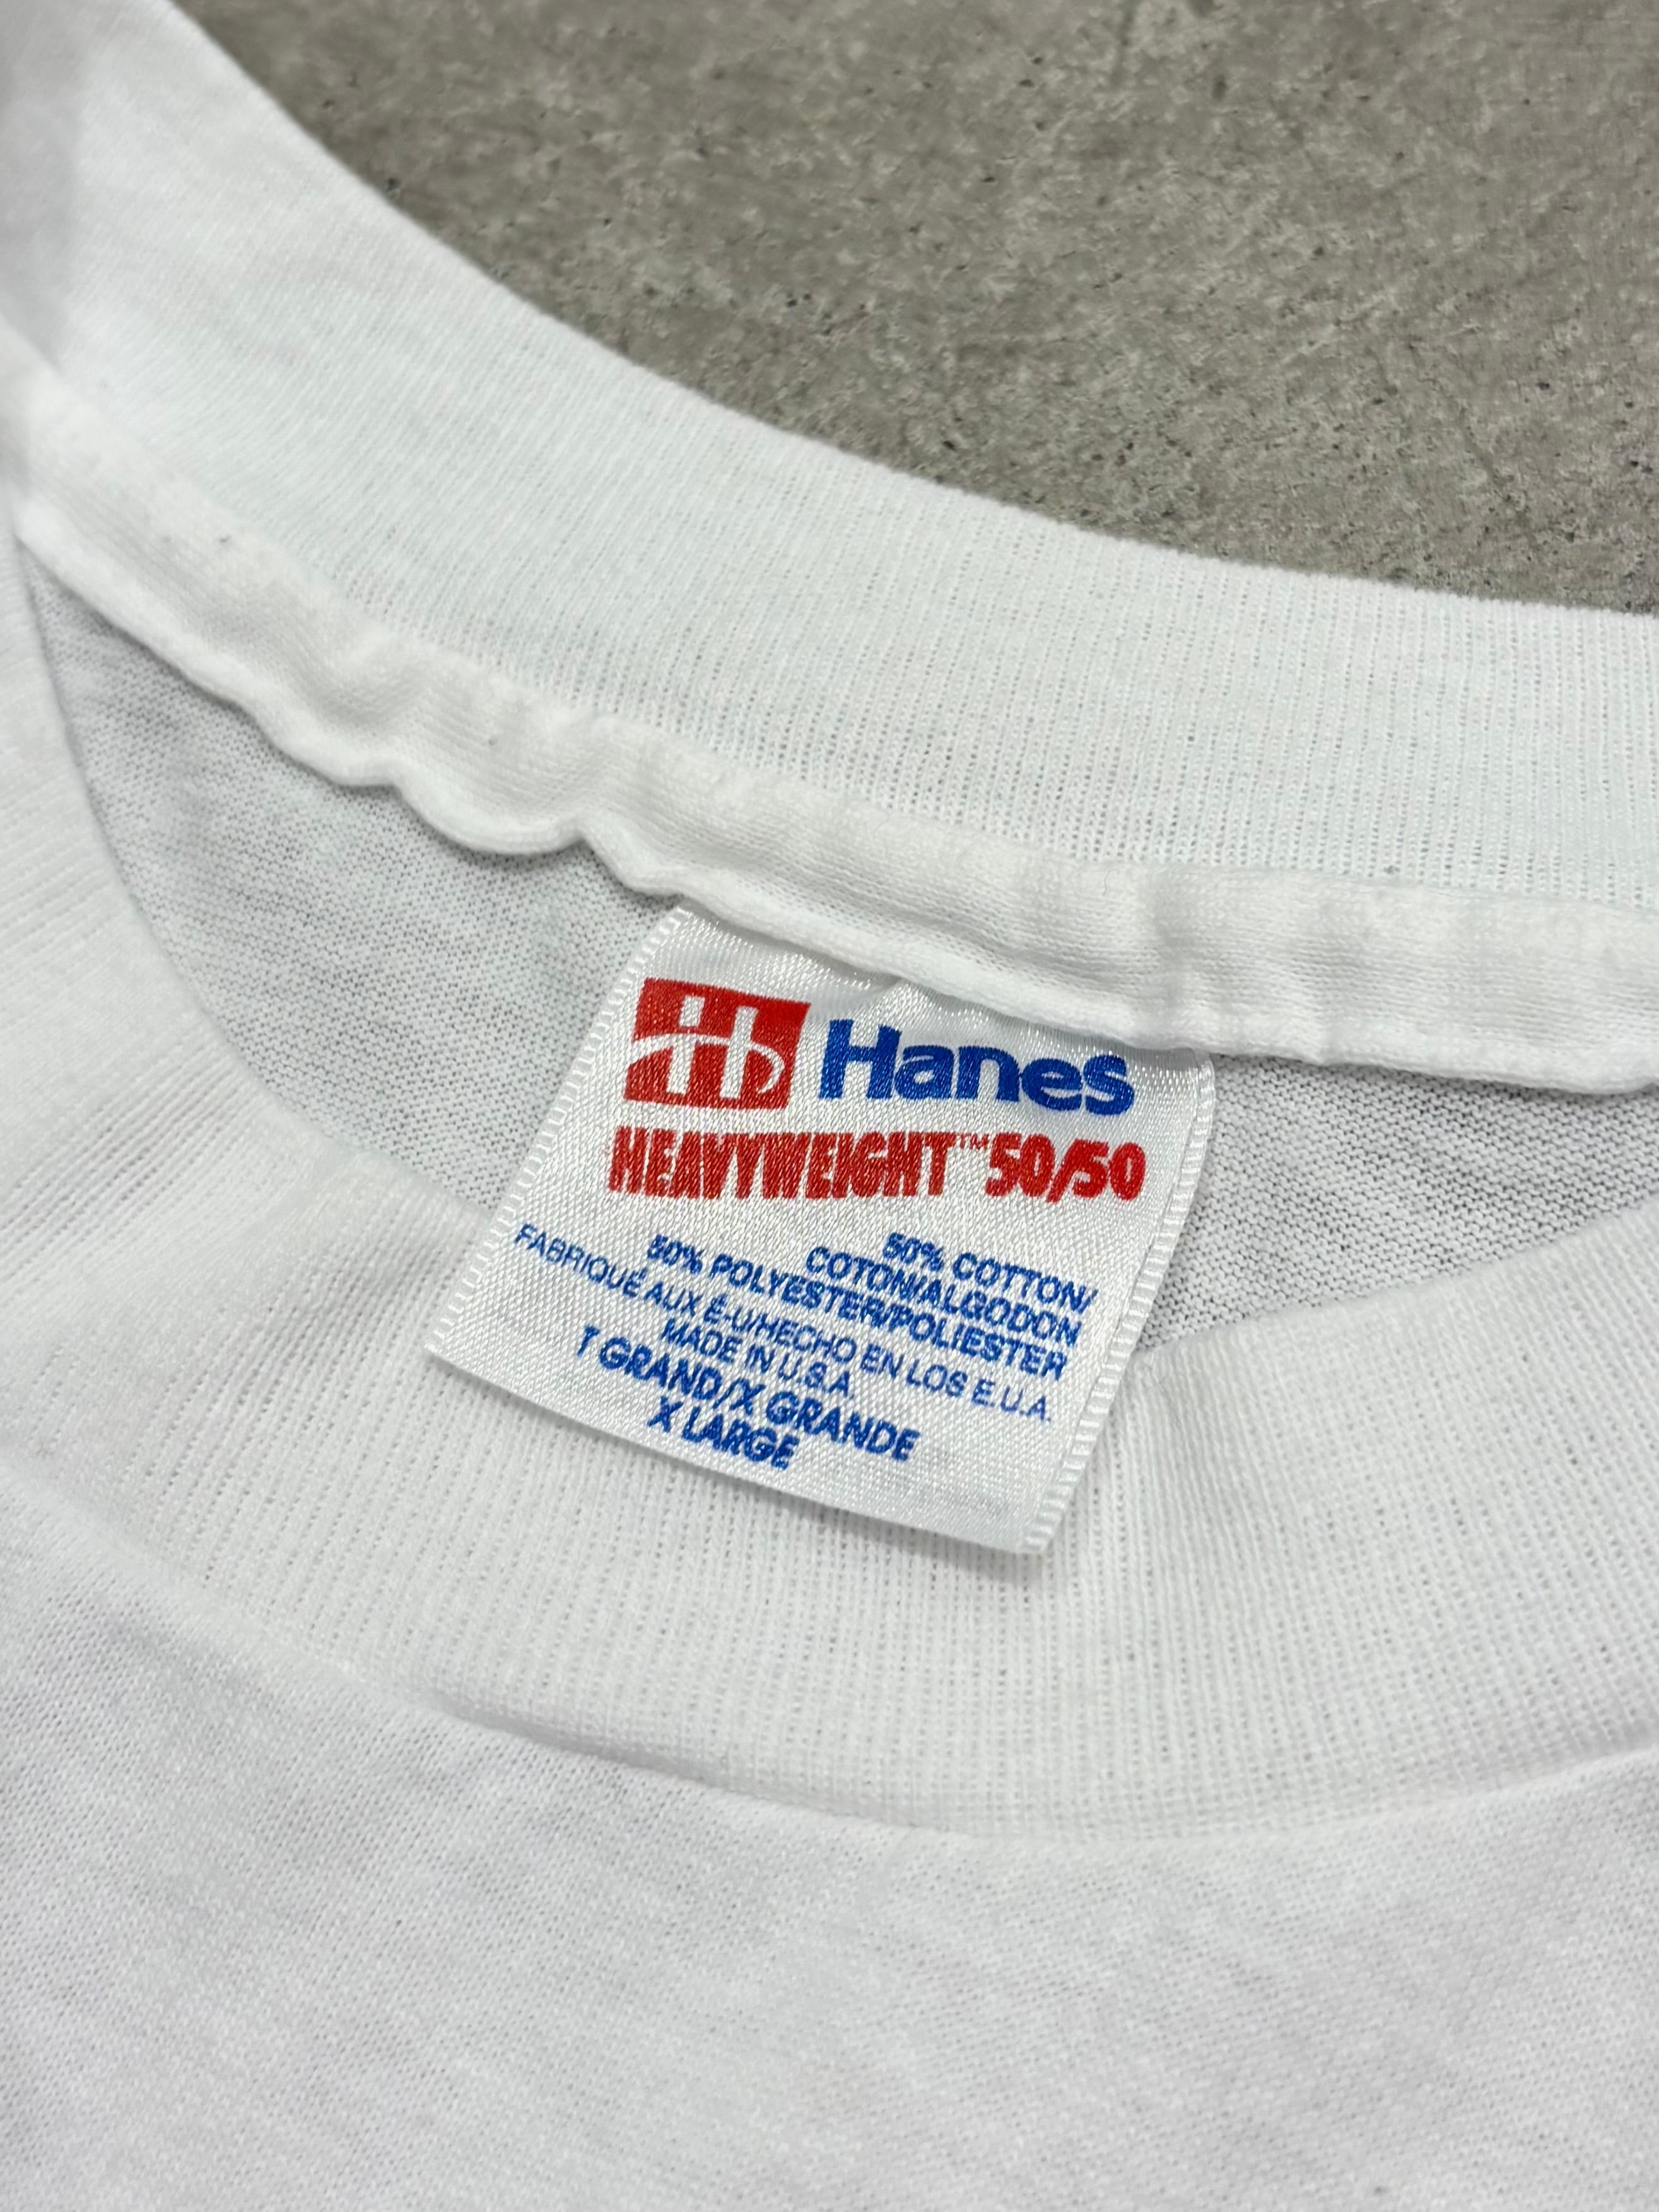 H Hanes
HEAVYWEIGHT™ 50/50
50% COTTON/
COTON/ALGODON
50% POLYESTER/POLIESTER
FABRIQUÉ AUX É-U/HECHO EN LOS E.U.A.
MADE IN U.S.A.
T GRAND/X GRANDE
X LARGE